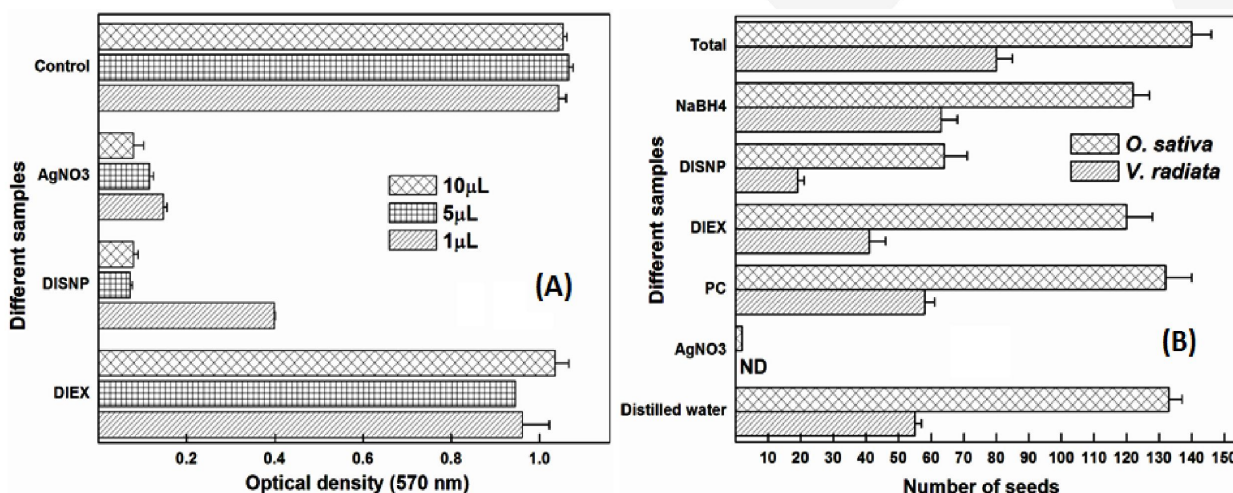 Different samples
Control
AgNO3
DISNP
DIEX
10μL
5μL
1μL
(A)
0.2 0.4 0.6 0.8 1.0
Optical density (570 nm)
Different samples
Total
NaBH4
DISNP
DIEX
PC
AgNO3
Distilled water
O. sativa
V. radiata
ND
(B)
10 20 30 40 50 60 70 80 90 100 110 120 130 140 150
Number of seeds